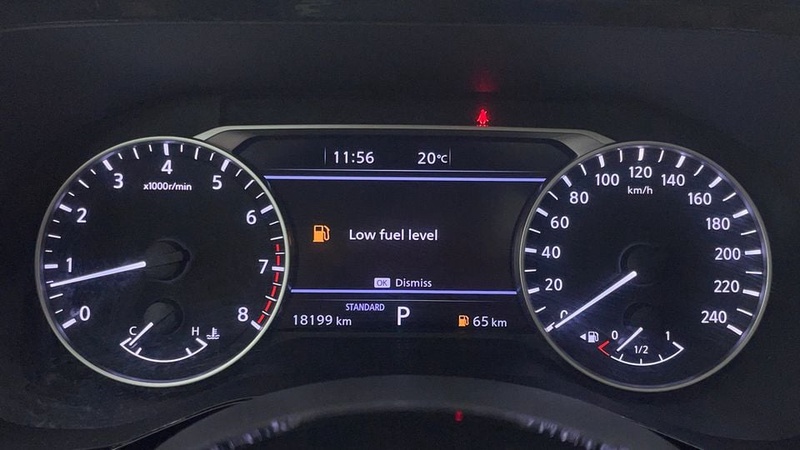 11:56 20°C
Low fuel level
OK Dismiss
STANDARD
18199 km P 65 km
0
1
2
3
4
5
6
7
8
x1000r/min
C H
0
20
40
60
80
100
120
140
160
180
200
220
240
km/h
0 1/2 1